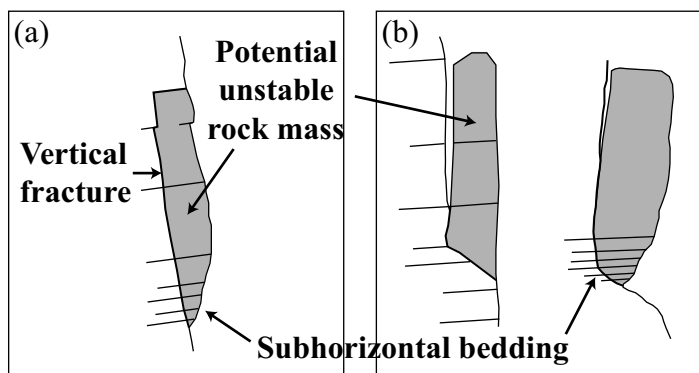 (a)
(b)
Potential
unstable
rock mass
Vertical
fracture
Subhorizontal bedding